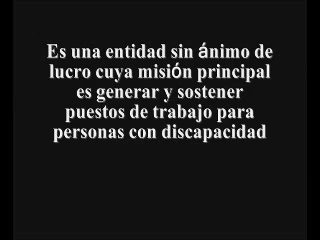 Es una entidad sin ánimo de
lucro cuya misión principal
es generar y sostener
puestos de trabajo para
personas con discapacidad